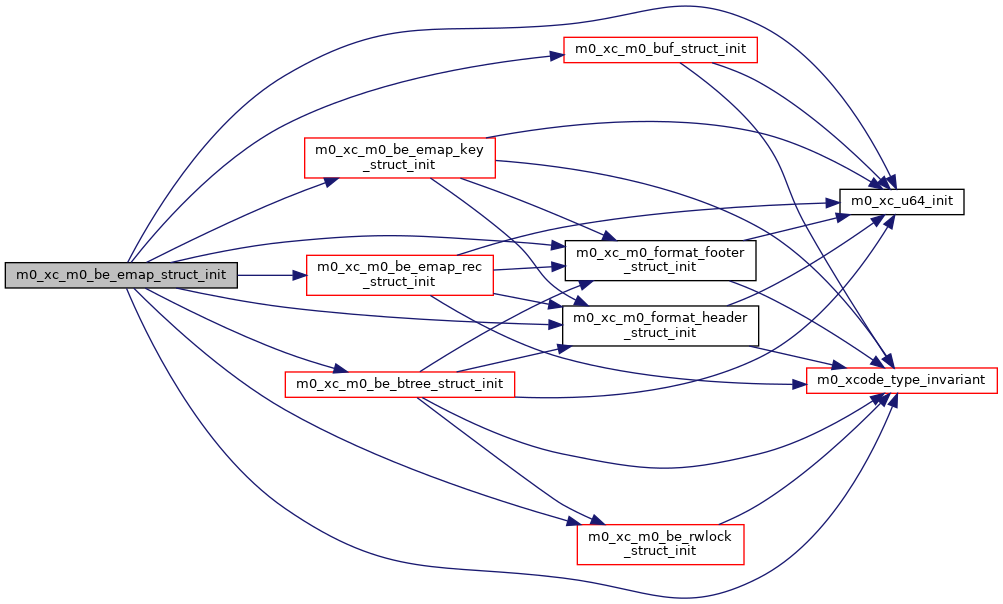 m0_xc_m0_be_emap_struct_init
m0_xc_m0_buf_struct_init
m0_xc_m0_be_emap_key
_struct_init
m0_xc_u64_init
m0_xc_m0_format_footer
_struct_init
m0_xc_m0_be_emap_rec
_struct_init
m0_xc_m0_format_header
_struct_init
m0_xc_m0_be_btree_struct_init
m0_xcode_type_invariant
m0_xc_m0_be_rwlock
_struct_init